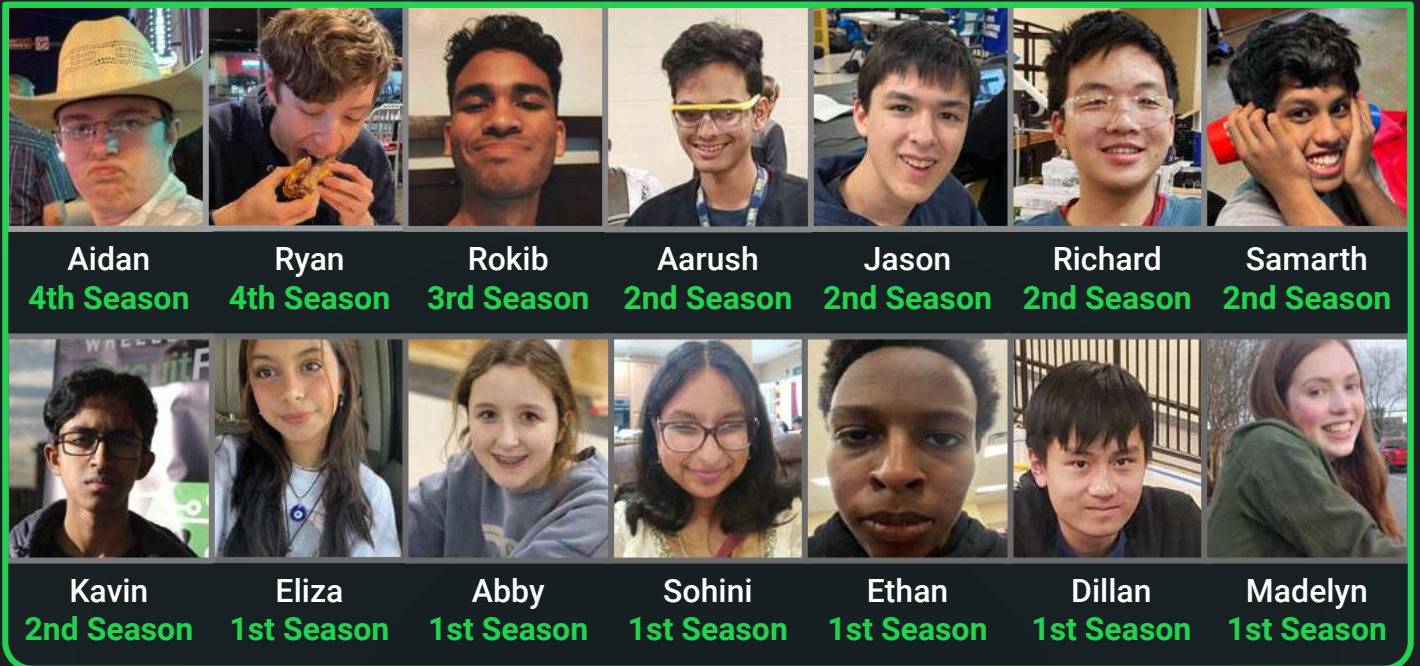 Aidan
4th Season
Ryan
4th Season
Rokib
3rd Season
Aarush
2nd Season
Jason
2nd Season
Richard
2nd Season
Samarth
2nd Season
Kavin
2nd Season
Eliza
1st Season
Abby
1st Season
Sohini
1st Season
Ethan
1st Season
Dillan
1st Season
Madelyn
1st Season